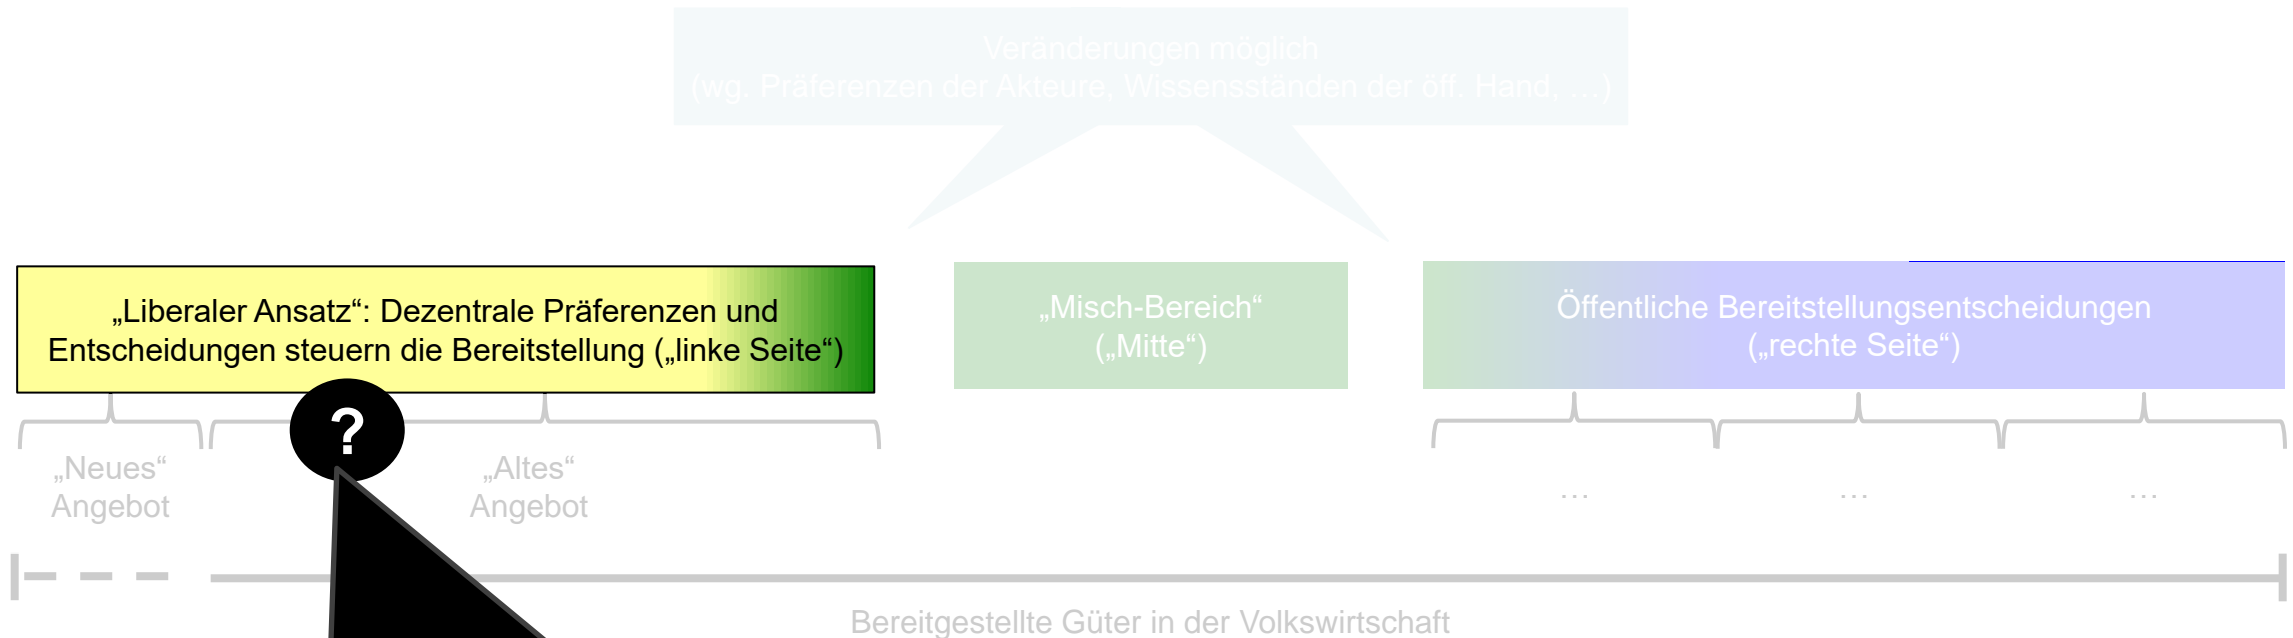 Veränderungen möglich
(wg. Präferenzen der Akteure, Wissensständen der öff. Hand, …)
„Liberaler Ansatz“: Dezentrale Präferenzen und
Entscheidungen steuern die Bereitstellung („linke Seite“)
„Misch-Bereich“
(„Mitte“)
Öffentliche Bereitstellungsentscheidungen
(„rechte Seite“)
?
„Neues“
Angebot
„Altes“
Angebot
…
…
…
Bereitgestellte Güter in der Volkswirtschaft